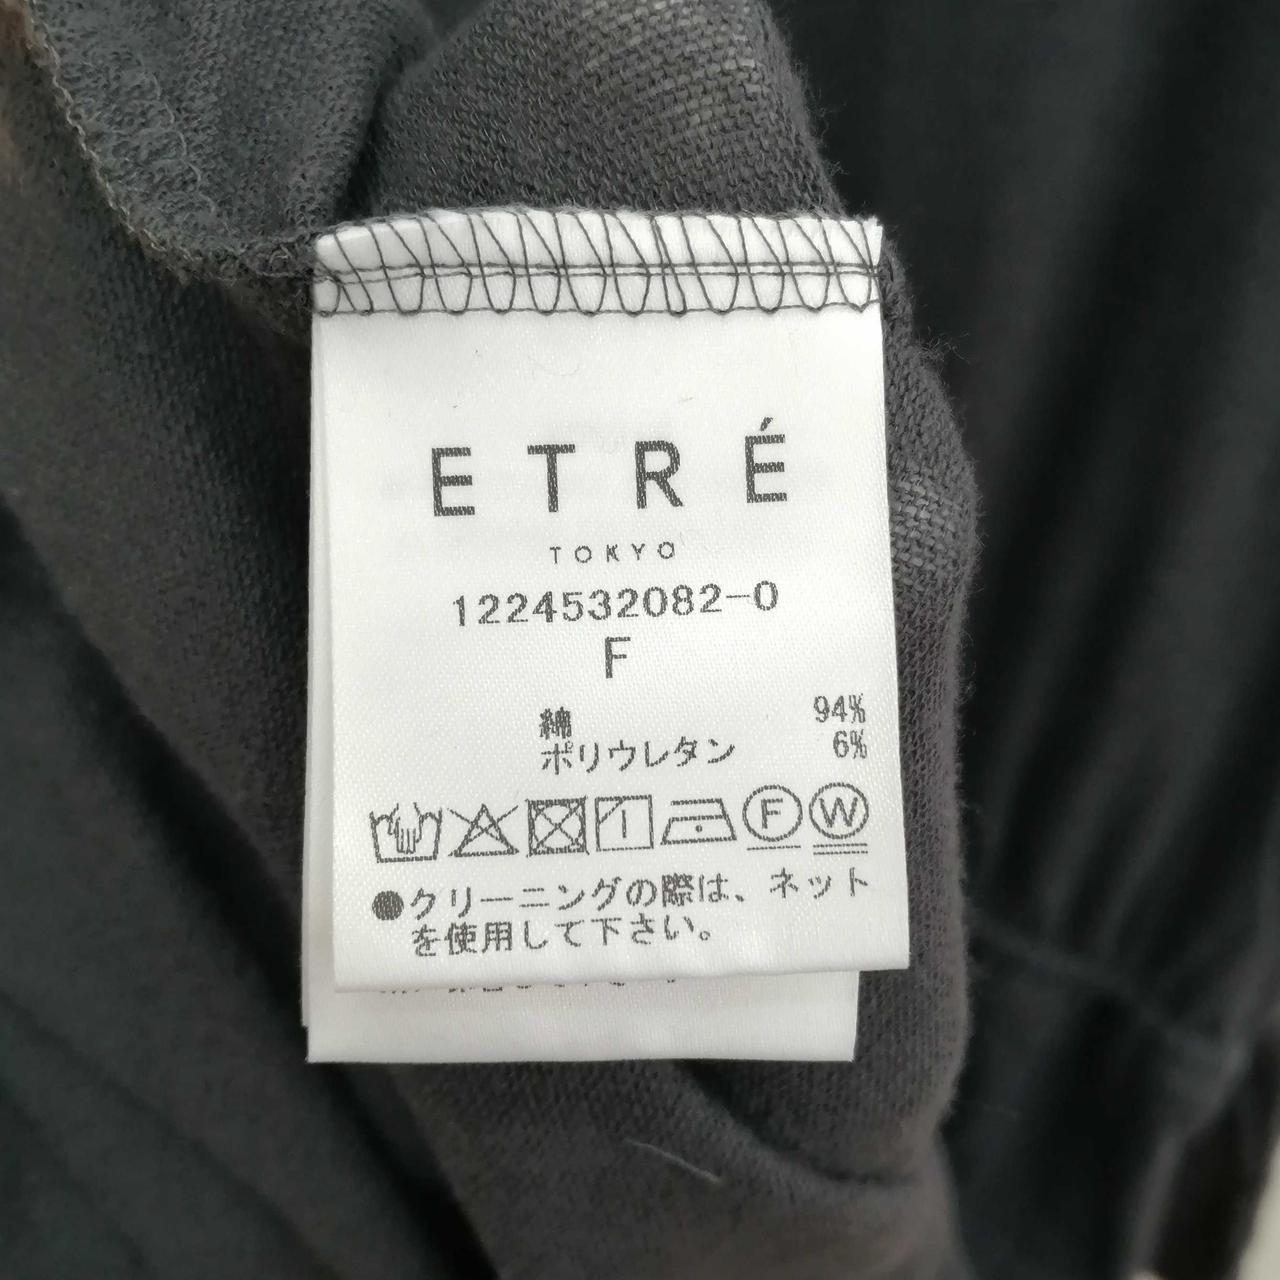 ETRÉ
TOKYO
1224532082-0
F
綿 94%
ポリウレタン 6%
F W
●クリーニングの際は、ネット
を使用して下さい。